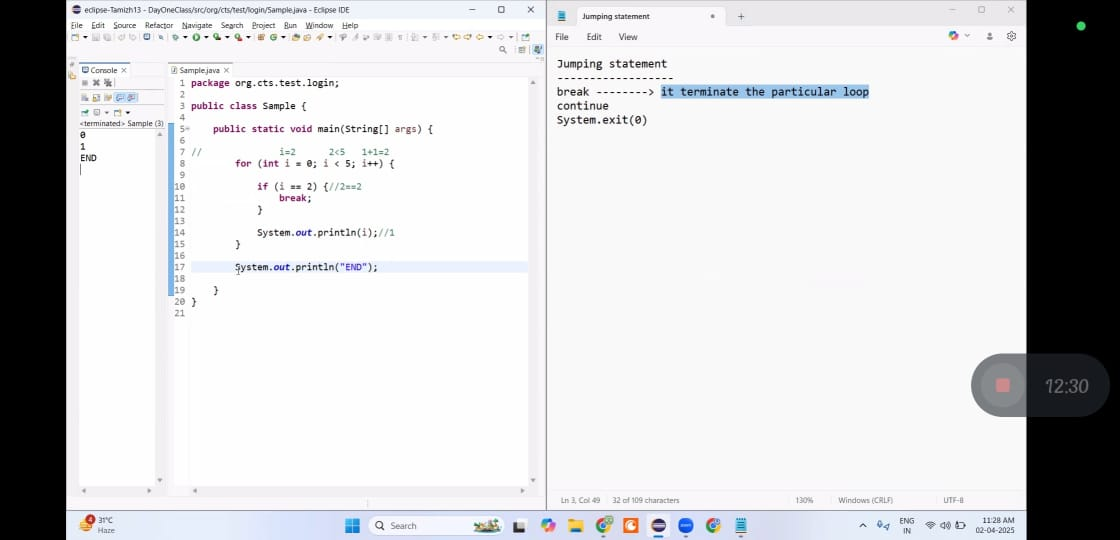 eclipse-Tamizh13 - DayOneClass/src/org/cts/test/login/Sample.java - Eclipse IDE
File Edit Source Refactor Navigate Search Project Run Window Help
Console
<terminated> Sample (3)
0
1
END
Sample.java
1 package org.cts.test.login;
2
3 public class Sample {
4
5 public static void main(String[] args) {
6
7 // i=2 2<5 1+1=2
8 for (int i = 0; i < 5; i++) {
9
10 if (i == 2) {//2==2
11 break;
12 }
13
14 System.out.println(i);//1
15 }
16
17 System.out.println("END");
18
19 }
20 }
21
Jumping statement
File Edit View
Jumping statement
------------------
break --------> it terminate the particular loop
continue
System.exit(0)
Ln 3, Col 49 32 of 109 characters 130% Windows (CRLF) UTF-8
12:30
4
31°C
Haze
Search
ENG
IN
11:28 AM
02-04-2025